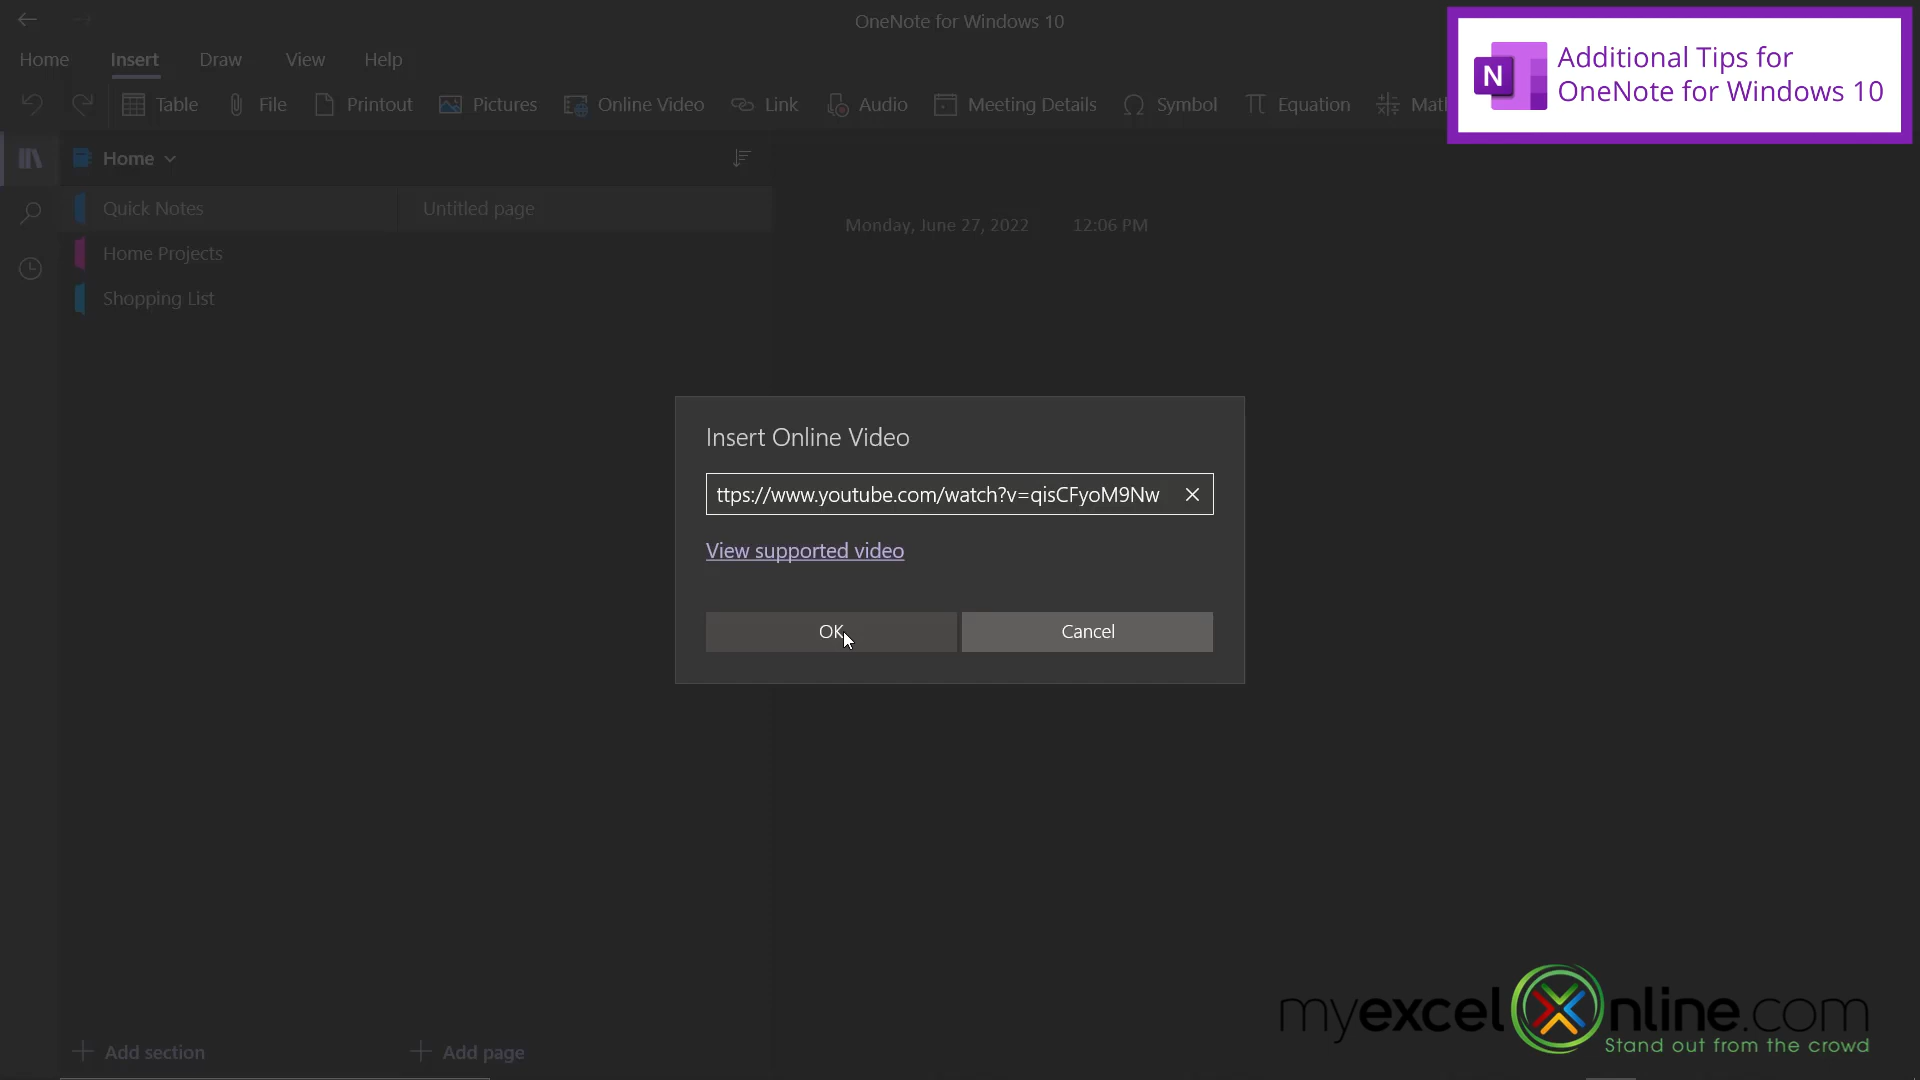 OneNote for Windows 10
Additional Tips for
OneNote for Windows 10
N
Home Insert Draw View Help
Table File Printout Pictures Online Video Link Audio Meeting Details Symbol Equation Mat
Home
Quick Notes Untitled page
Monday, June 27, 2022 12:06 PM
Home Projects
Shopping List
Insert Online Video
ttps://www.youtube.com/watch?v=qisCFyoM9Nw
View supported video
OK Cancel
myexcelonline.com
Stand out from the crowd
Add section Add page